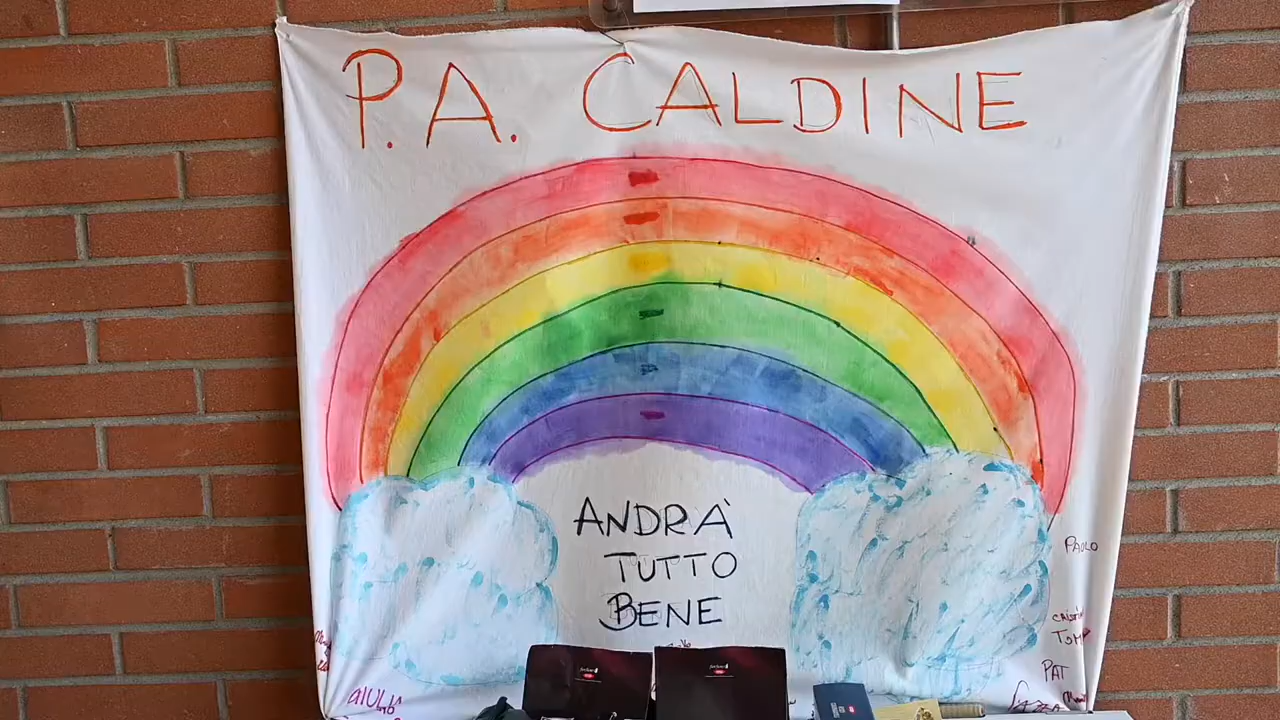 P.A. CALDINE
ANDRÀ
TUTTO
BENE
PAOLO
PAT